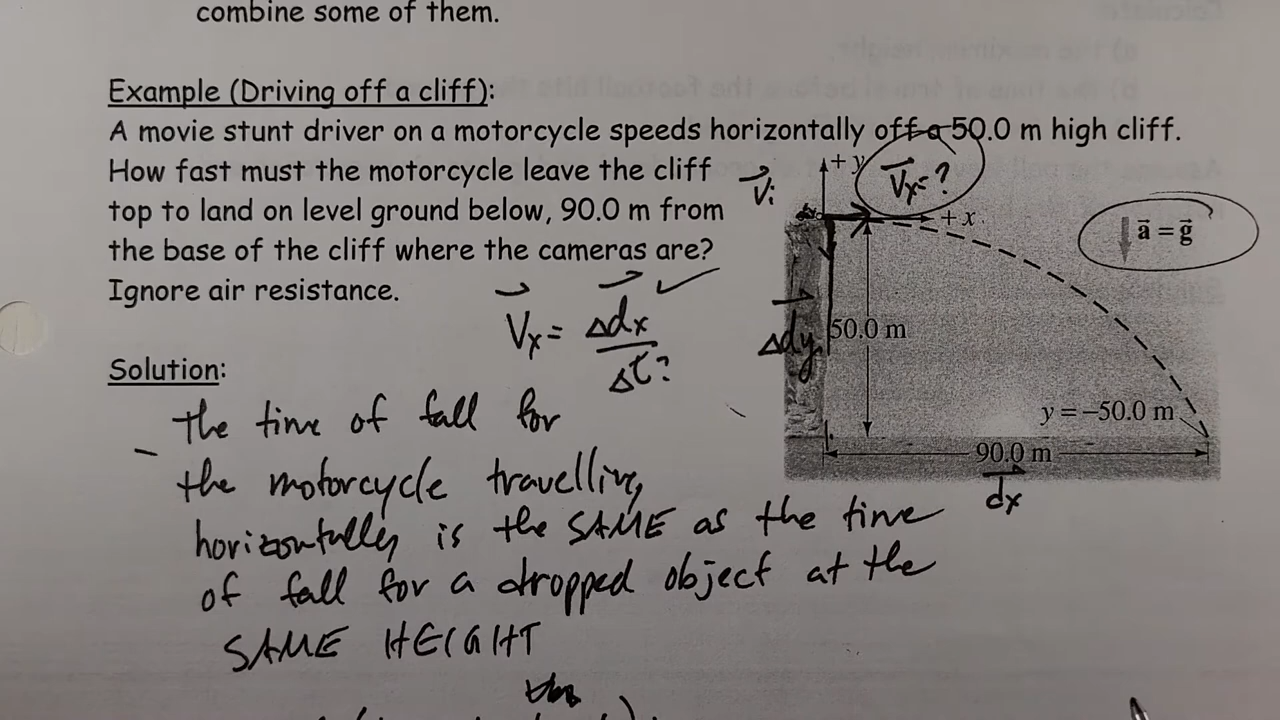 combine some of them.
Example (Driving off a cliff):
A movie stunt driver on a motorcycle speeds horizontally off a 50.0 m high cliff.
How fast must the motorcycle leave the cliff
top to land on level ground below, 90.0 m from
the base of the cliff where the cameras are?
Ignore air resistance.
Vi
+ y
Vx = ?
+ x
a = g
Vx = Δdx / Δt?
Δdy
50.0 m
y = −50.0 m
90.0 m
dx
Solution:
the time of fall for
the motorcycle travelling
horizontally is the SAME as the time
of fall for a dropped object at the
SAME HEIGHT